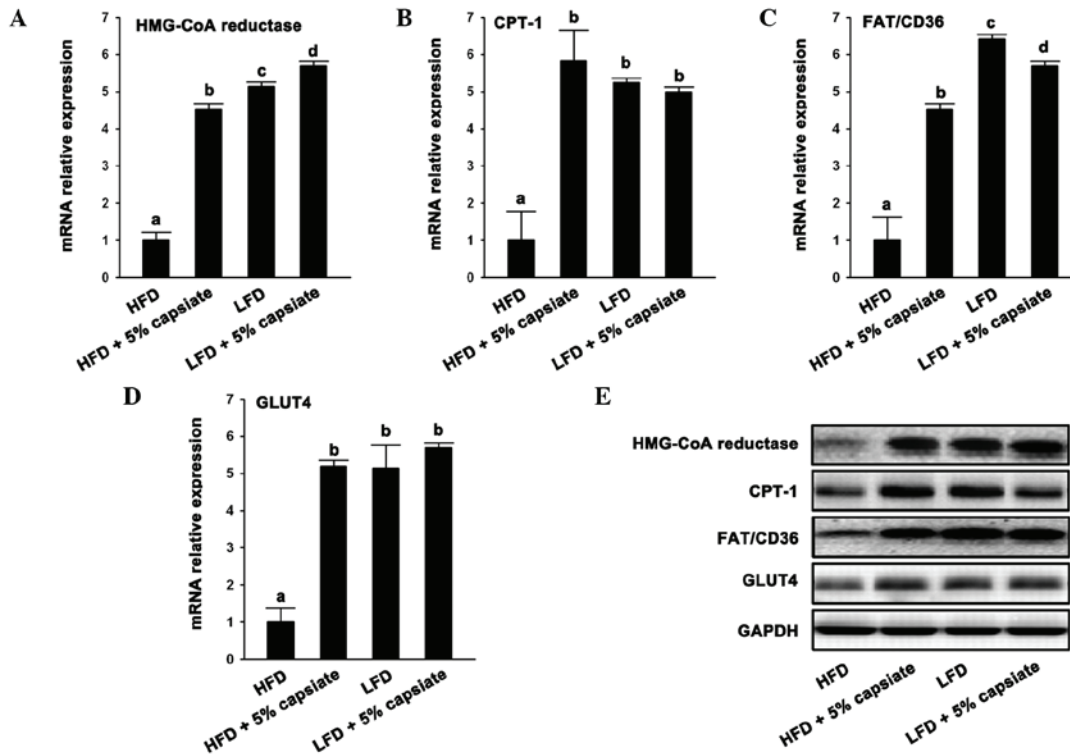 A
HMG-CoA reductase
mRNA relative expression
7
6
5
4
3
2
1
0
a
b
c
d
HFD
HFD + 5% capsiate
LFD
LFD + 5% capsiate
B
CPT-1
mRNA relative expression
7
6
5
4
3
2
1
0
a
b
b
b
HFD
HFD + 5% capsiate
LFD
LFD + 5% capsiate
C
FAT/CD36
mRNA relative expression
7
6
5
4
3
2
1
0
a
b
c
d
HFD
HFD + 5% capsiate
LFD
LFD + 5% capsiate
D
GLUT4
mRNA relative expression
7
6
5
4
3
2
1
0
a
b
b
b
HFD
HFD + 5% capsiate
LFD
LFD + 5% capsiate
E
HMG-CoA reductase
CPT-1
FAT/CD36
GLUT4
GAPDH
HFD
HFD + 5% capsiate
LFD
LFD + 5% capsiate